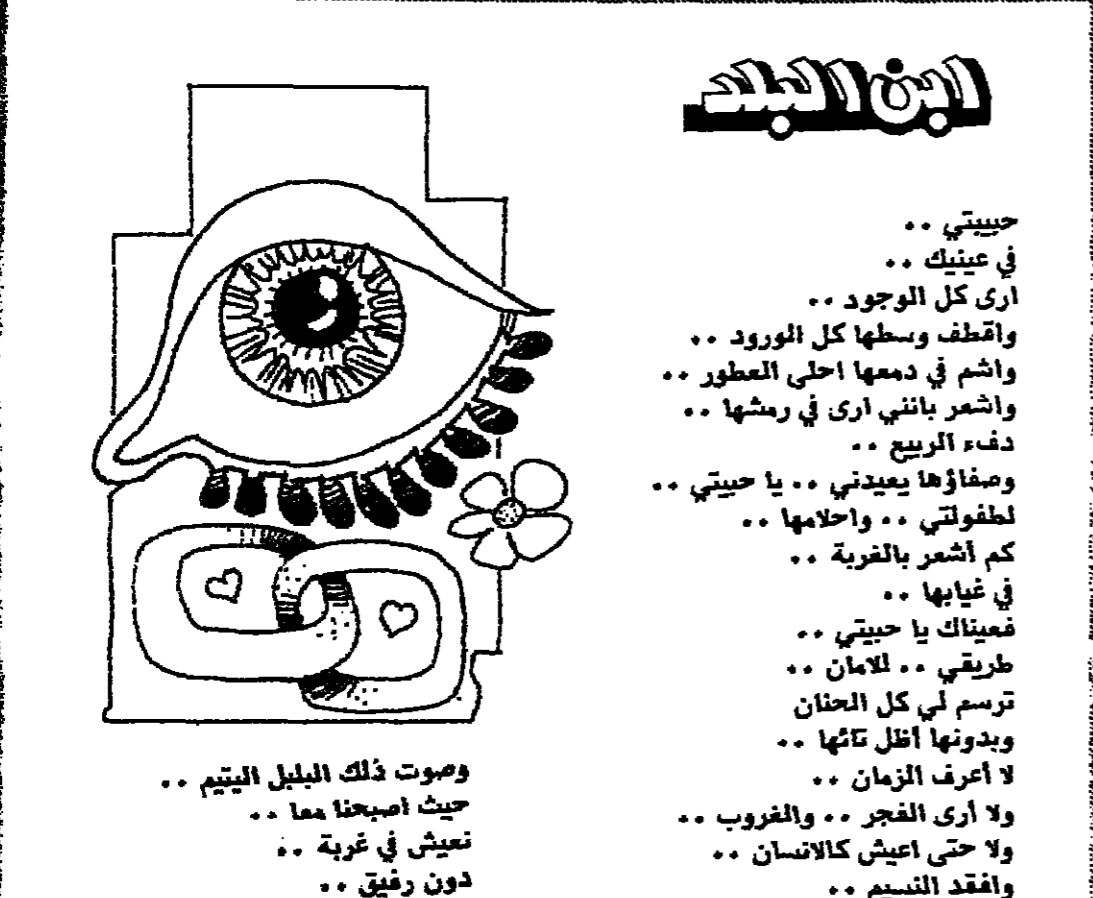 ابن البلد
حبيبتي ..
في عينيك ..
ارى كل الوجود ..
واقطف وسطها كل الورود ..
واشم في دمعها احلى العطور ..
واشعر بانني ارى في رمشها ..
دفء الربيع ..
وصفاؤها يعيدني .. يا حبيتي ..
لطفولتي .. واحلامها ..
كم أشعر بالغربة ..
في غيابها ..
فعيناك يا حبيتي ..
طريقي .. للامان ..
ترسم لي كل الحنان
وبدونها أظل تائها ..
لا أعرف الزمان ..
ولا أرى الفجر .. والغروب ..
ولا حتى اعيش كالانسان ..
وافقد النسيم ..
وصوت ذلك البلبل اليتيم ..
حيث اصبحنا معا ..
نعيش في غربة ..
دون رفيق ..